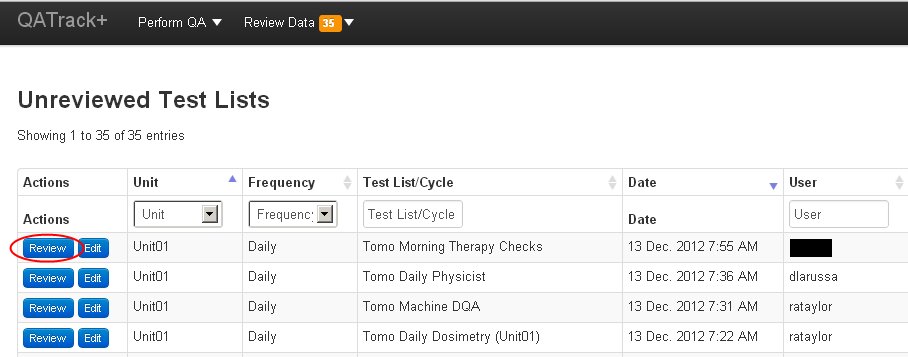 QATrack+ Perform QA Review Data 35
Unreviewed Test Lists
Showing 1 to 35 of 35 entries
Actions Unit Frequency Test List/Cycle Date User
Actions Unit Frequency Test List/Cycle Date User
Review Edit Unit01 Daily Tomo Morning Therapy Checks 13 Dec. 2012 7:55 AM
Review Edit Unit01 Daily Tomo Daily Physicist 13 Dec. 2012 7:36 AM dlarussa
Review Edit Unit01 Daily Tomo Machine DQA 13 Dec. 2012 7:31 AM rataylor
Review Edit Unit01 Daily Tomo Daily Dosimetry (Unit01) 13 Dec. 2012 7:22 AM rataylor